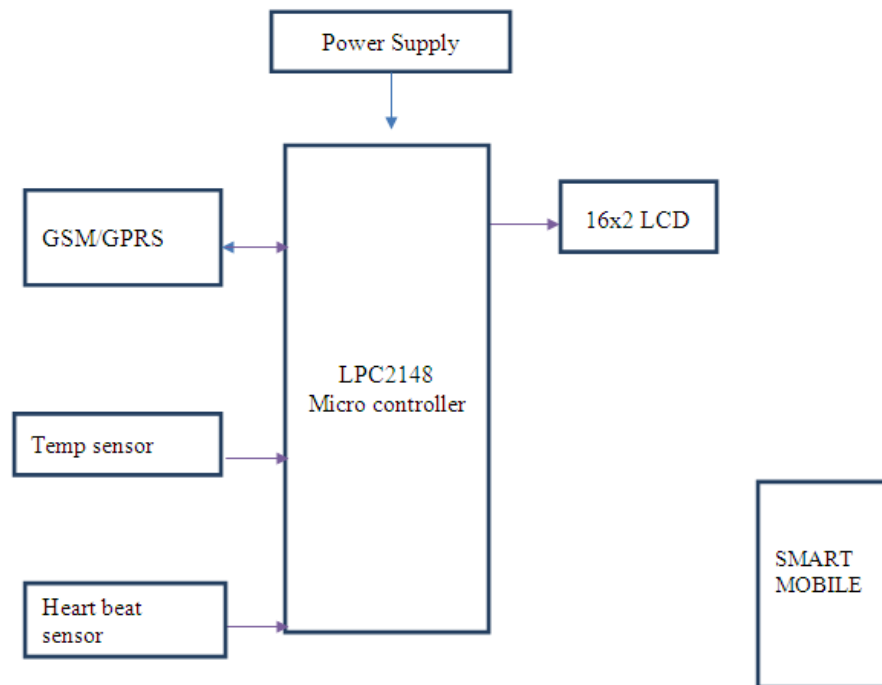 Power Supply
GSM/GPRS
16x2 LCD
LPC2148
Micro controller
Temp sensor
SMART
MOBILE
Heart beat
sensor